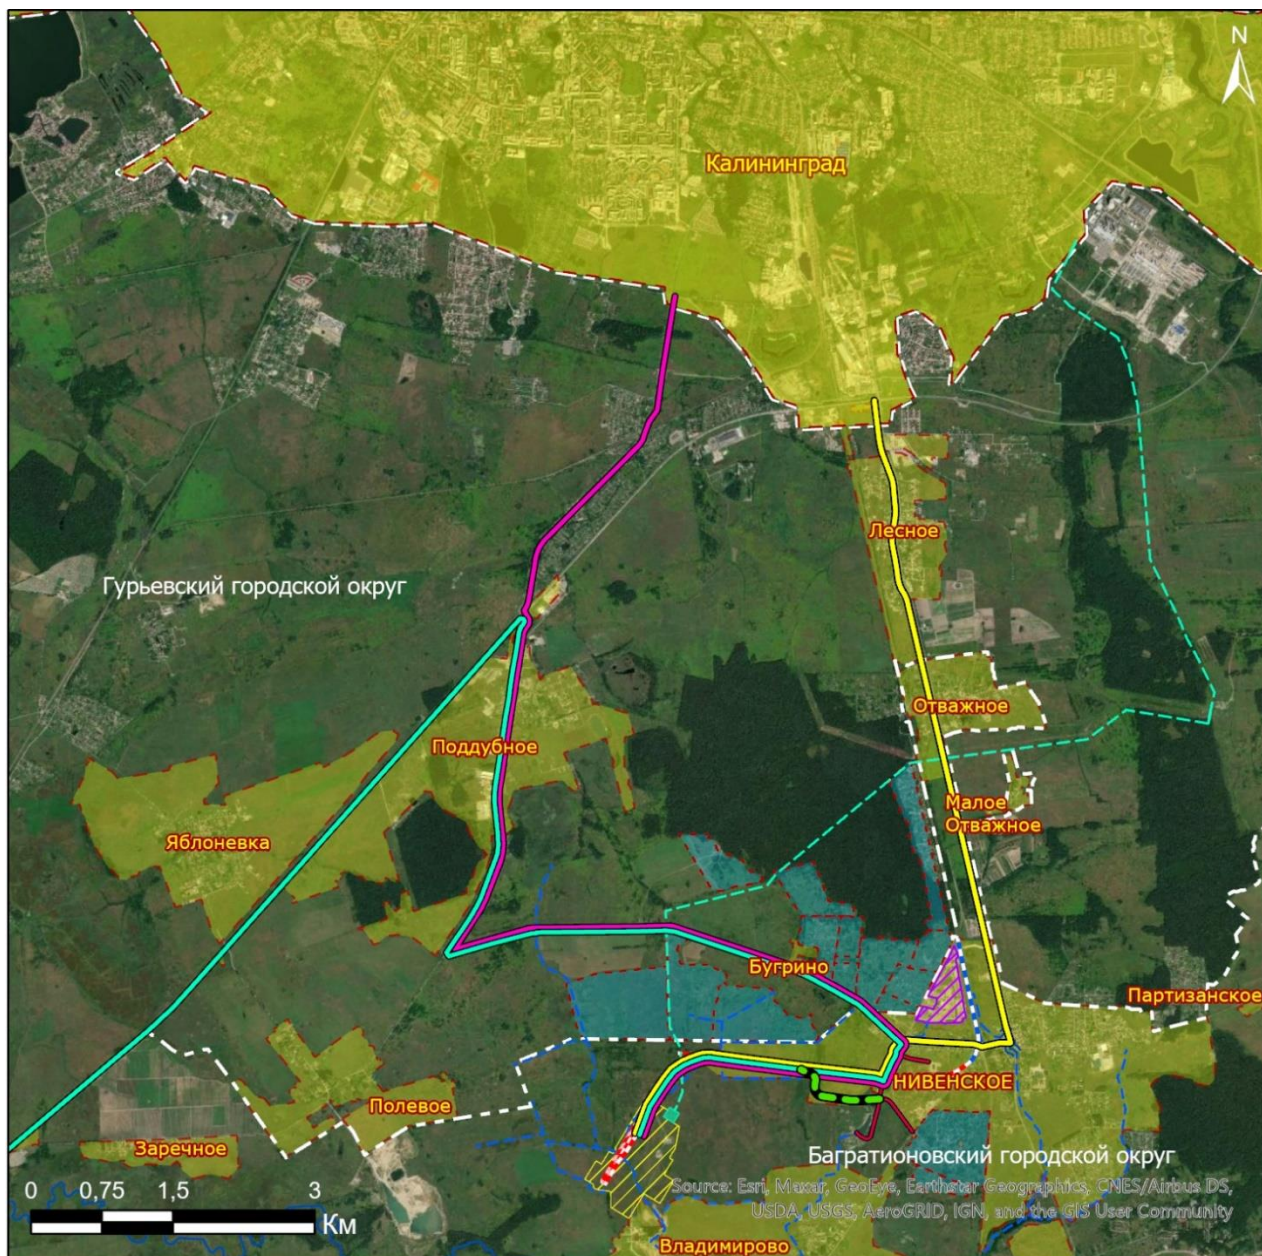 N
Калининград
Лесное
Гурьевский городской округ
Отважное
Поддубное
Малое
Отважное
Яблоневка
Бугрино
Партизанское
НИВЕНСКОЕ
Полевое
Заречное
Багратионовский городской округ
0 0,75 1,5 3
Км
Source: Esri, Maxar, GeoEye, Earthstar Geographics, CNES/Airbus DS,
USDA, USGS, AeroGRID, IGN, and the GIS User Community
Владимирово